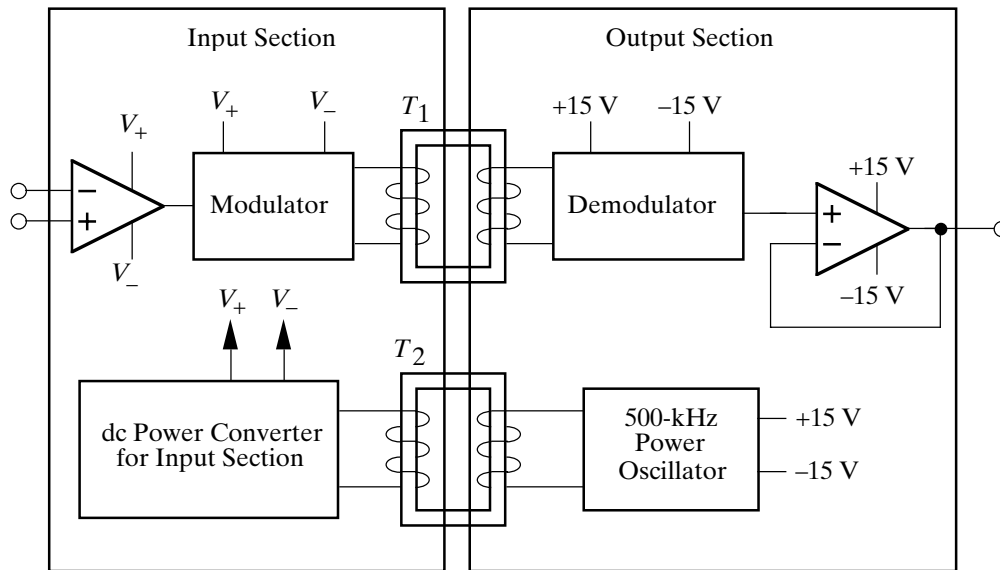 Input Section
Output Section
V+
V–
T1
+15 V
–15 V
V+
Modulator
Demodulator
+15 V
–
+
+
–
V–
–15 V
V+
V–
T2
dc Power Converter
for Input Section
500-kHz
Power
Oscillator
+15 V
–15 V